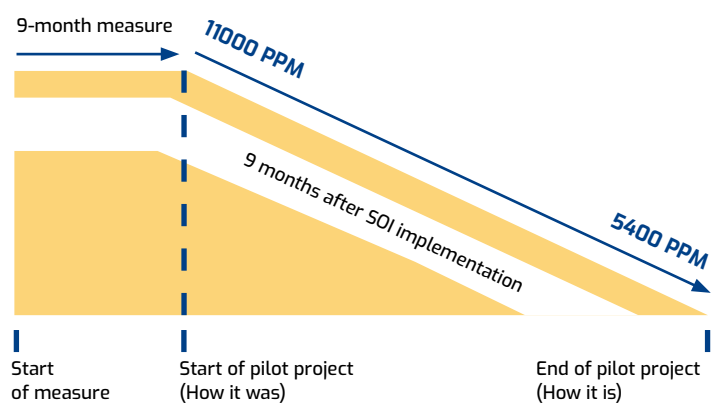 9-month measure
11000 PPM
9 months after SOI implementation
5400 PPM
Start
of measure
Start of pilot project
(How it was)
End of pilot project
(How it is)